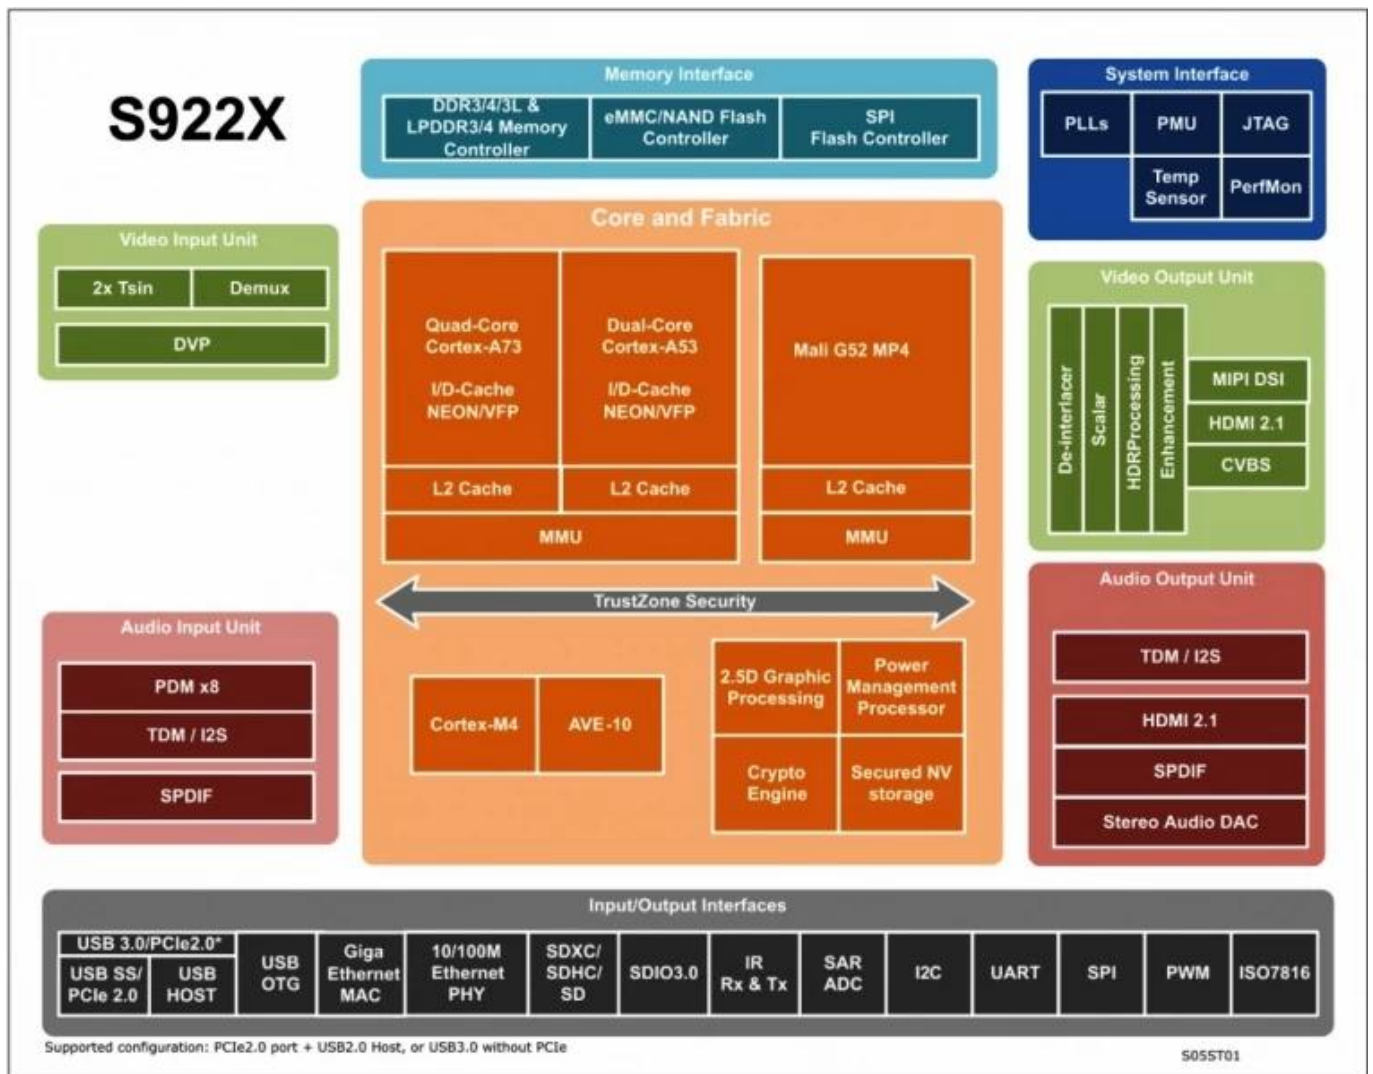 S922X
Memory Interface
DDR3/4/3L &
LPDDR3/4 Memory
Controller
eMMC/NAND Flash
Controller
SPI
Flash Controller
System Interface
PLLs
PMU
JTAG
Temp
Sensor
PerfMon
Video Input Unit
2x Tsin
Demux
DVP
Core and Fabric
Quad-Core
Cortex-A73
I/D-Cache
NEON/VFP
Dual-Core
Cortex-A53
I/D-Cache
NEON/VFP
Mali G52 MP4
L2 Cache
L2 Cache
L2 Cache
MMU
MMU
TrustZone Security
Cortex-M4
AVE-10
2.5D Graphic
Processing
Power
Management
Processor
Crypto
Engine
Secured NV
storage
Video Output Unit
De-interlacer
Scalar
HDRProcessing
Enhancement
MIPI DSI
HDMI 2.1
CVBS
Audio Input Unit
PDM x8
TDM / I2S
SPDIF
Audio Output Unit
TDM / I2S
HDMI 2.1
SPDIF
Stereo Audio DAC
Input/Output Interfaces
USB 3.0/PCIe2.0*
USB SS/
PCIe 2.0
USB
HOST
USB
OTG
Giga
Ethernet
MAC
10/100M
Ethernet
PHY
SDXC/
SDHC/
SD
SDIO3.0
IR
Rx & Tx
SAR
ADC
I2C
UART
SPI
PWM
ISO7816
Supported configuration: PCIe2.0 port + USB2.0 Host, or USB3.0 without PCIe
S05ST01